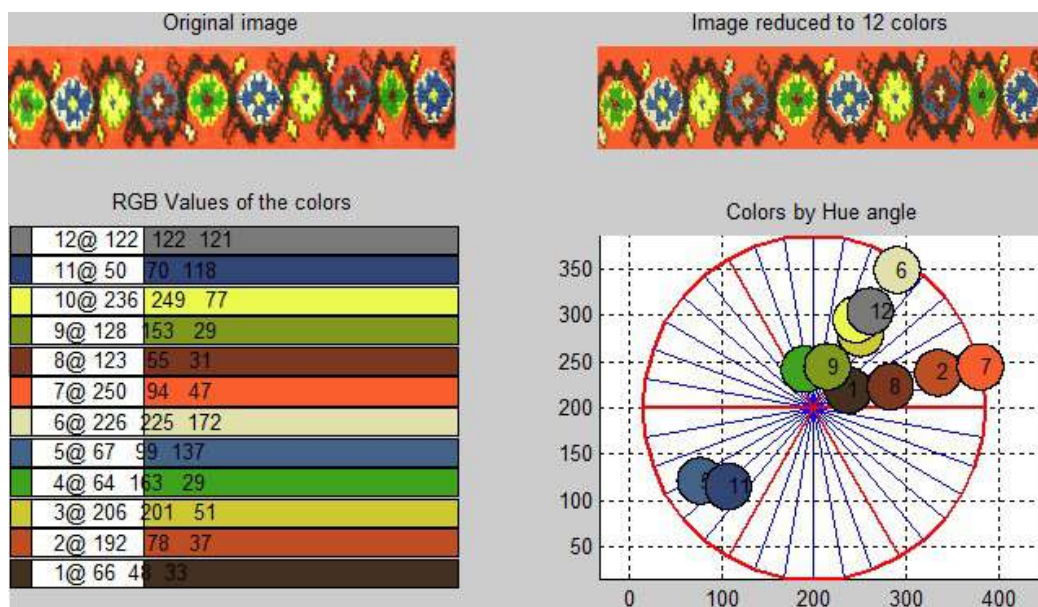 Original image
Image reduced to 12 colors
RGB Values of the colors
12@ 122 122 121
11@ 50 70 118
10@ 236 249 77
9@ 128 153 29
8@ 123 55 31
7@ 250 94 47
6@ 226 225 172
5@ 67 99 137
4@ 64 163 29
3@ 206 201 51
2@ 192 78 37
1@ 66 48 33
Colors by Hue angle
350
300
250
200
150
100
50
0 100 200 300 400
6
12
9
1
8
2
7
5
11